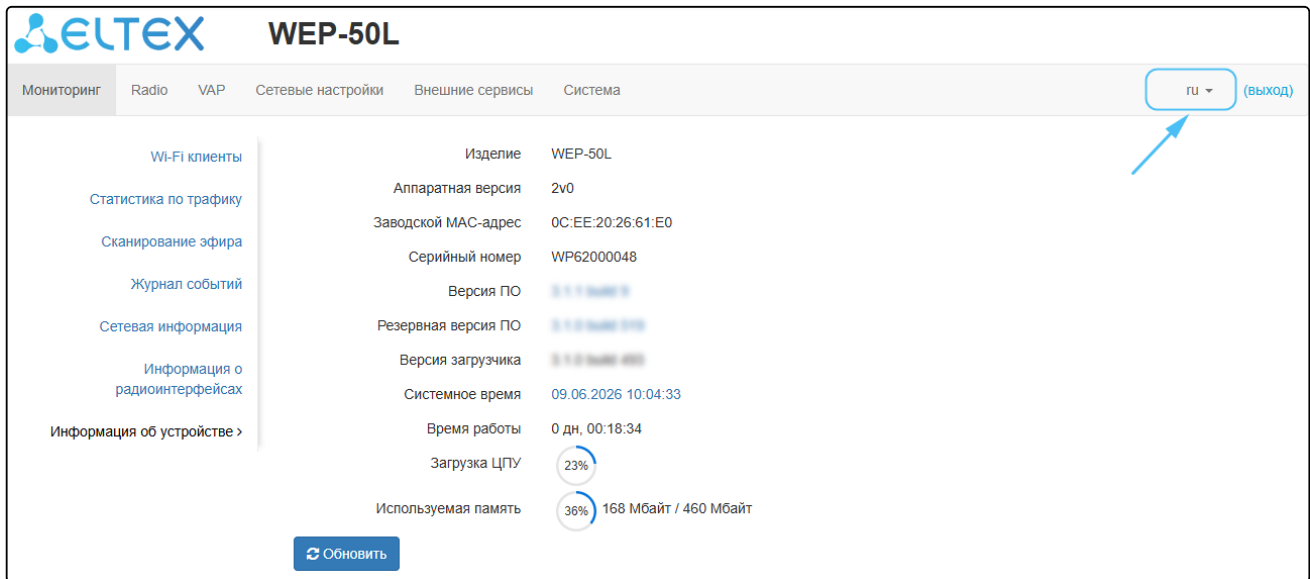 ELTEX WEP-50L
Мониторинг Radio VAP Сетевые настройки Внешние сервисы Система ru (выход)
Wi-Fi клиенты
Статистика по трафику
Сканирование эфира
Журнал событий
Сетевая информация
Информация о
радиоинтерфейсах
Информация об устройстве >
Изделие WEP-50L
Аппаратная версия 2v0
Заводской MAC-адрес 0C:EE:20:26:61:E0
Серийный номер WP62000048
Версия ПО
Резервная версия ПО
Версия загрузчика
Системное время 09.06.2026 10:04:33
Время работы 0 дн, 00:18:34
Загрузка ЦПУ 23%
Используемая память 36% 168 Мбайт / 460 Мбайт
Обновить